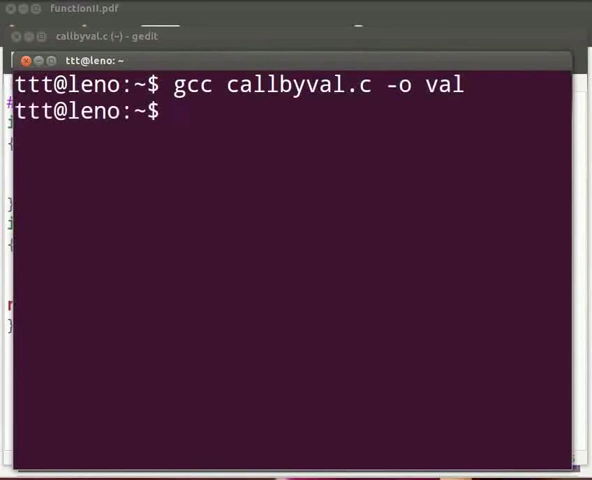 functionII.pdf
callbyval.c (~) - gedit
ttt@leno: ~
ttt@leno:~$ gcc callbyval.c -o val
ttt@leno:~$
#
i
{
}
i
{
r
}